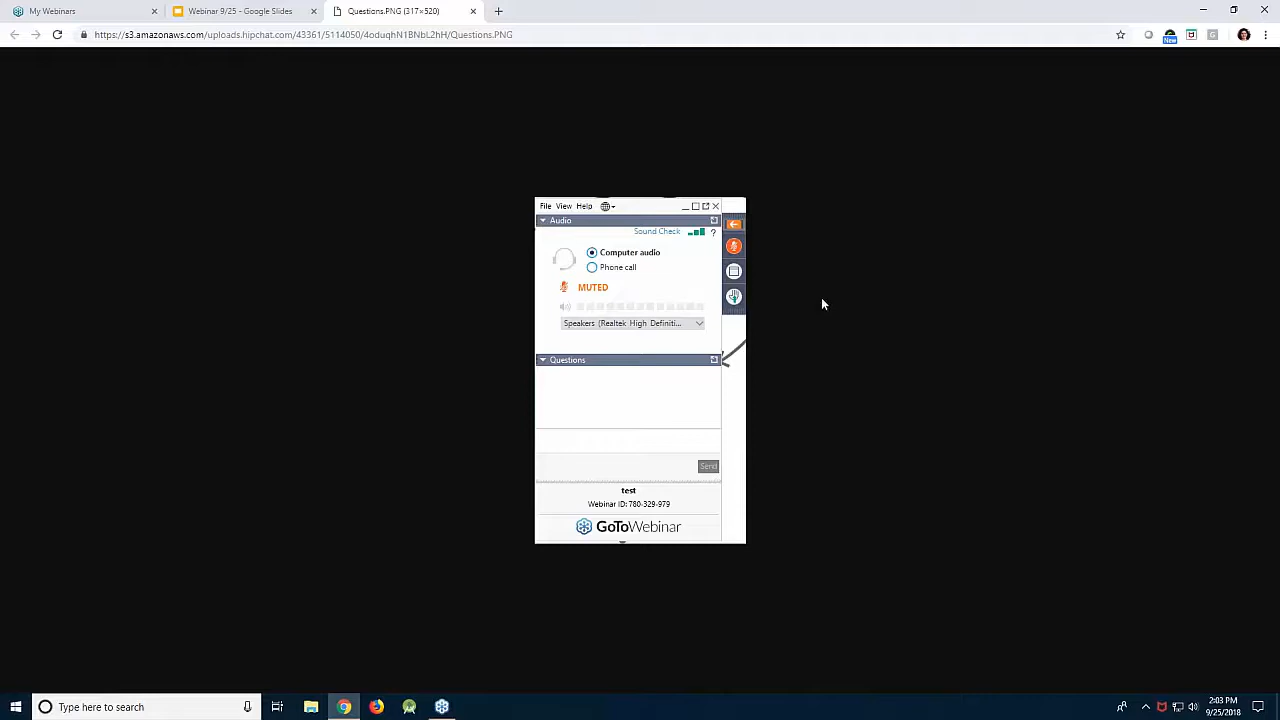 My Webinars
Webinar 9/25 - Google Slides
Questions.PNG (317×520)
https://s3.amazonaws.com/uploads.hipchat.com/43361/5114050/4oduqhN1BNbL2hH/Questions.PNG
New
File View Help
Audio
Sound Check ?
Computer audio
Phone call
MUTED
Speakers (Realtek High Definiti...
Questions
Send
test
Webinar ID: 780-329-979
GoToWebinar
Type here to search
2:03 PM
9/25/2018